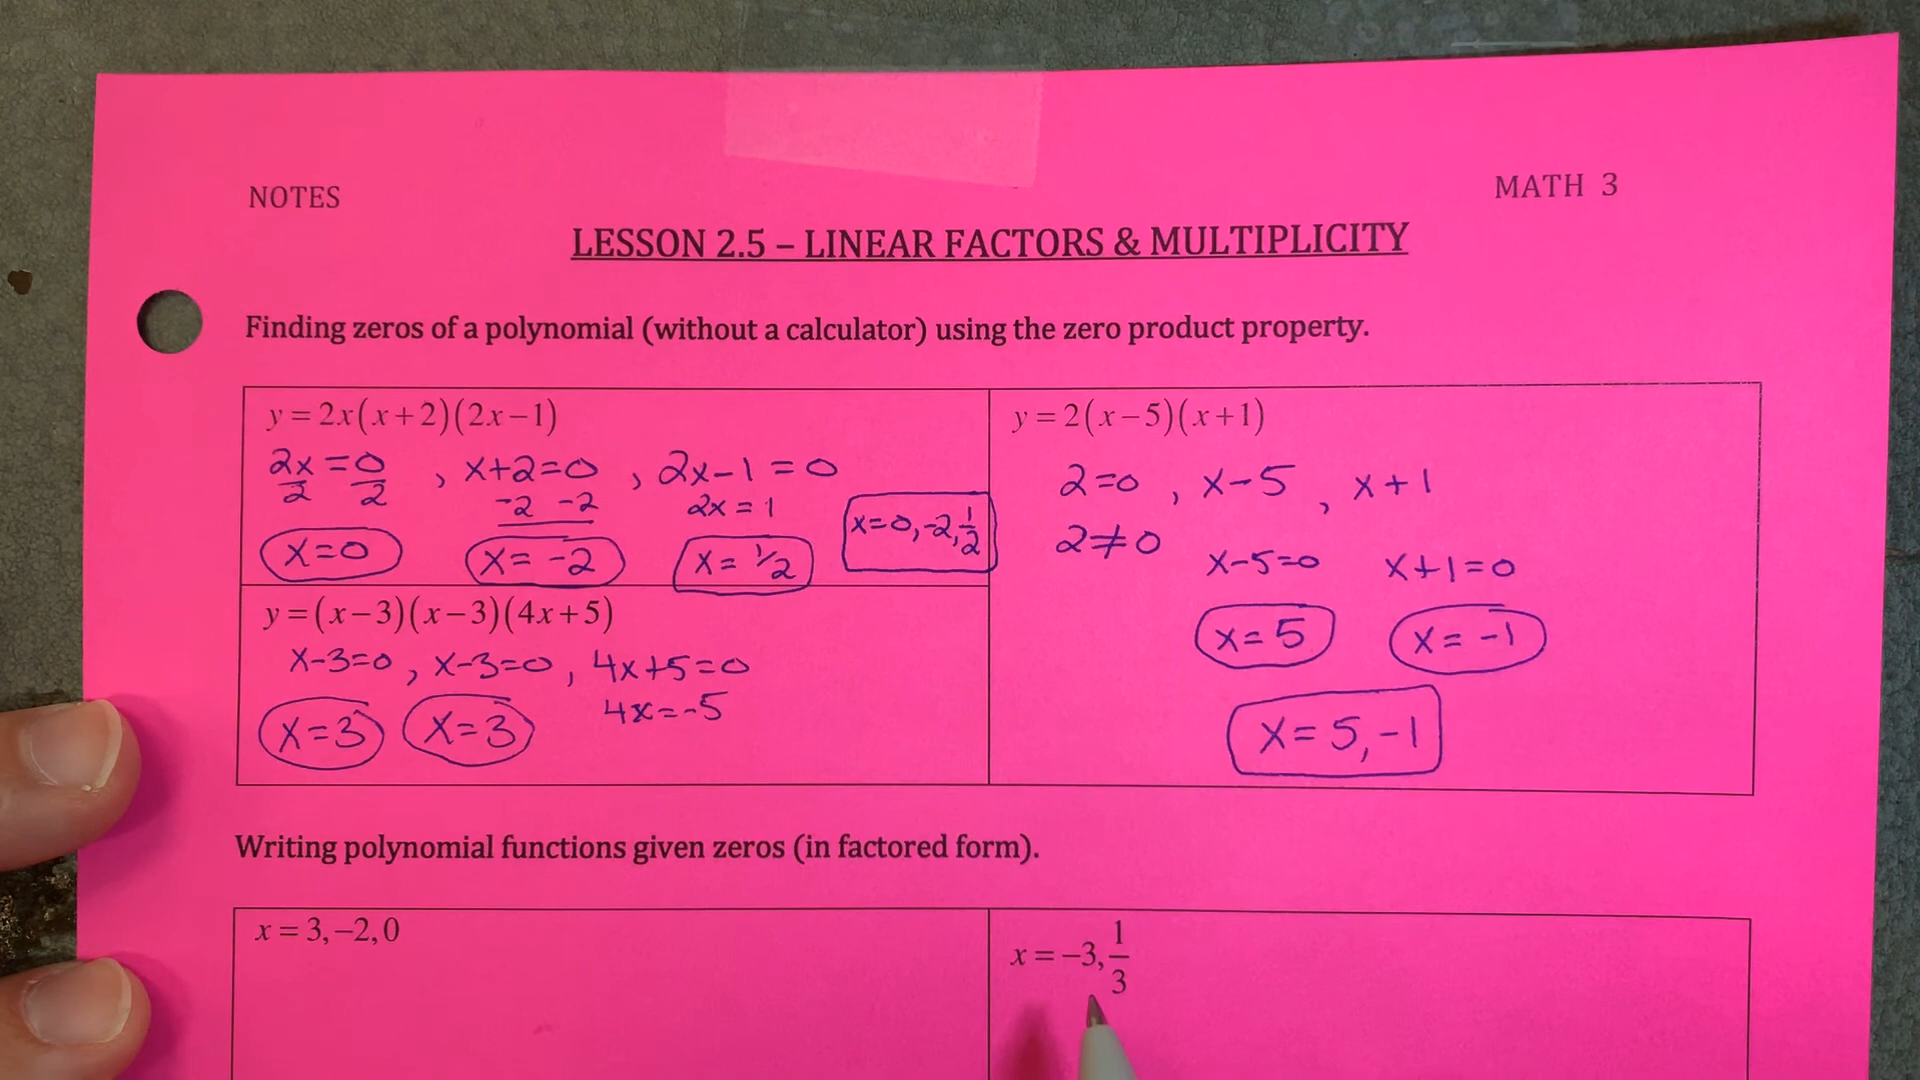 NOTES
MATH 3
LESSON 2.5 – LINEAR FACTORS & MULTIPLICITY
Finding zeros of a polynomial (without a calculator) using the zero product property.
y = 2x(x+2)(2x−1)
2x/2 = 0/2 , x+2=0 , 2x−1=0
−2 −2 2x = 1
x=0 x= −2 x= 1/2 x=0,-2,1/2
y = (x−3)(x−3)(4x+5)
x−3=0 , x−3=0 , 4x+5=0
4x=-5
x=3 x=3
y = 2(x−5)(x+1)
2=0 , x−5 , x+1
2≠0
x−5=0 x+1=0
x=5 x= −1
x= 5, −1
Writing polynomial functions given zeros (in factored form).
x = 3, −2, 0
x = −3, 1/3